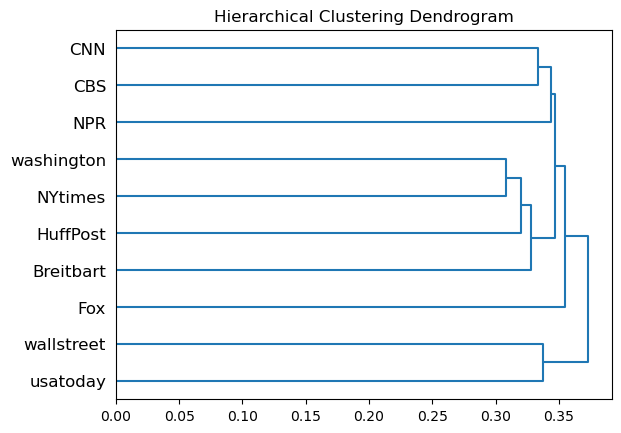 Hierarchical Clustering Dendrogram
CNN
CBS
NPR
washington
NYtimes
HuffPost
Breitbart
Fox
wallstreet
usatoday
0.00 0.05 0.10 0.15 0.20 0.25 0.30 0.35